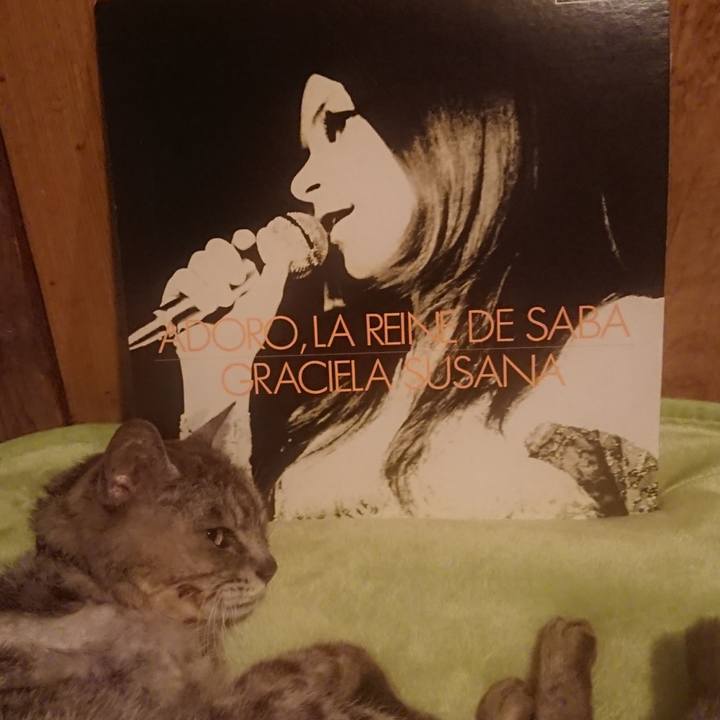 ADORO, LA REINE DE SABA
GRACIELA SUSANA